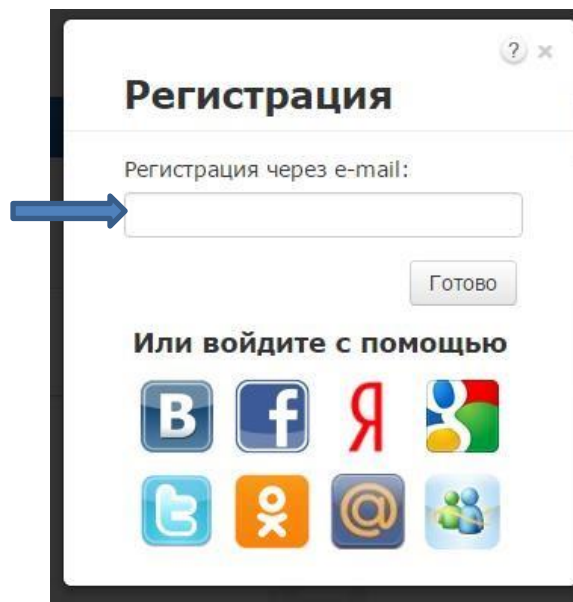 ?
Регистрация
Регистрация через e-mail:
Готово
Или войдите с помощью
В f Я g
t @